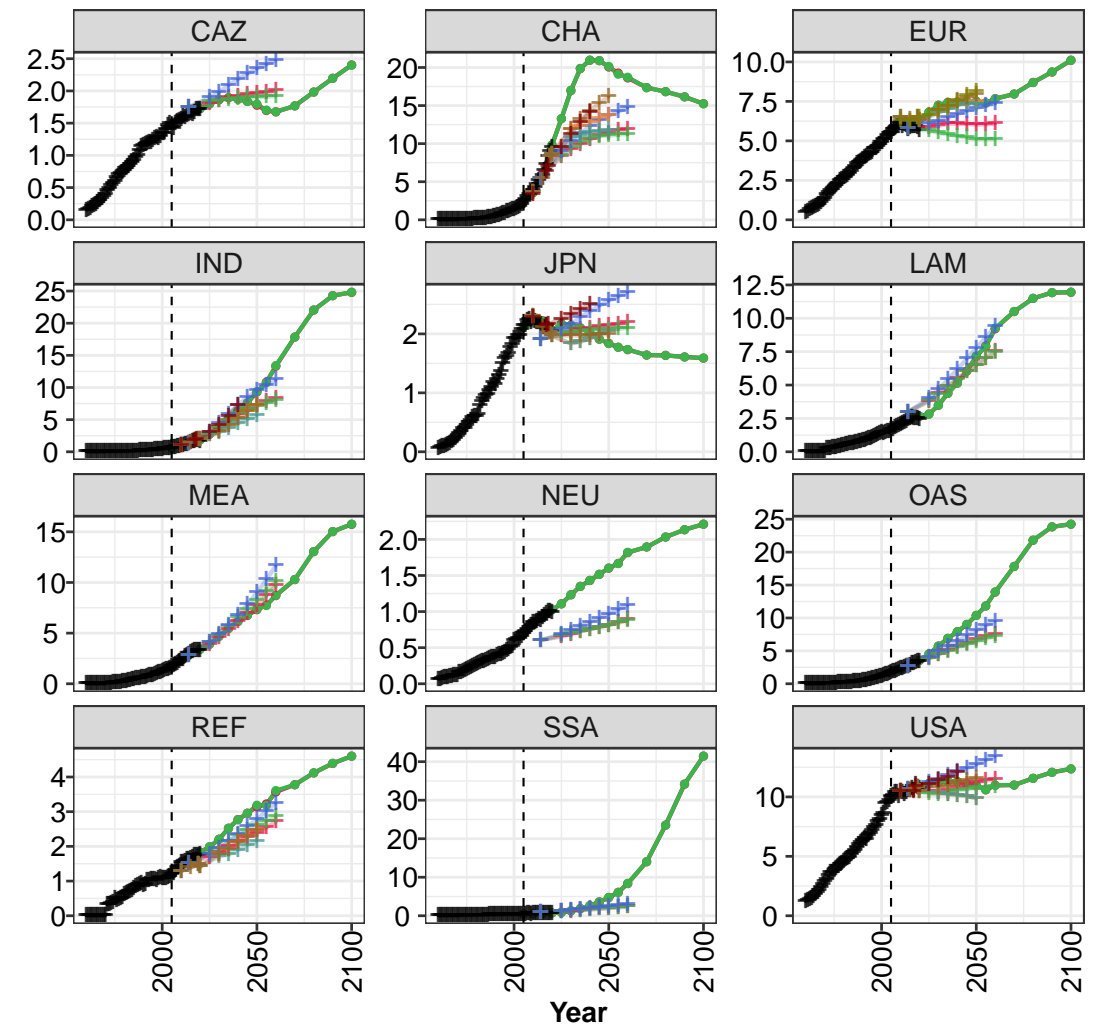 CAZ CHA EUR
2.5 20 10.0
2.0 15 7.5
1.5 10 5.0
1.0 5 2.5
0.5 0 0.0
0.0
IND JPN LAM
25 2 12.5
20 1 10.0
15 0 7.5
10 5.0
5 2.5
0 0.0
MEA NEU OAS
15 2.0 25
10 1.5 20
5 1.0 15
0 0.5 10
0.0 5
0
REF SSA USA
4 40 10
3 30 5
2 20 0
1 10
0 0
2000 2050 2100 2000 2050 2100 2000 2050 2100
Year